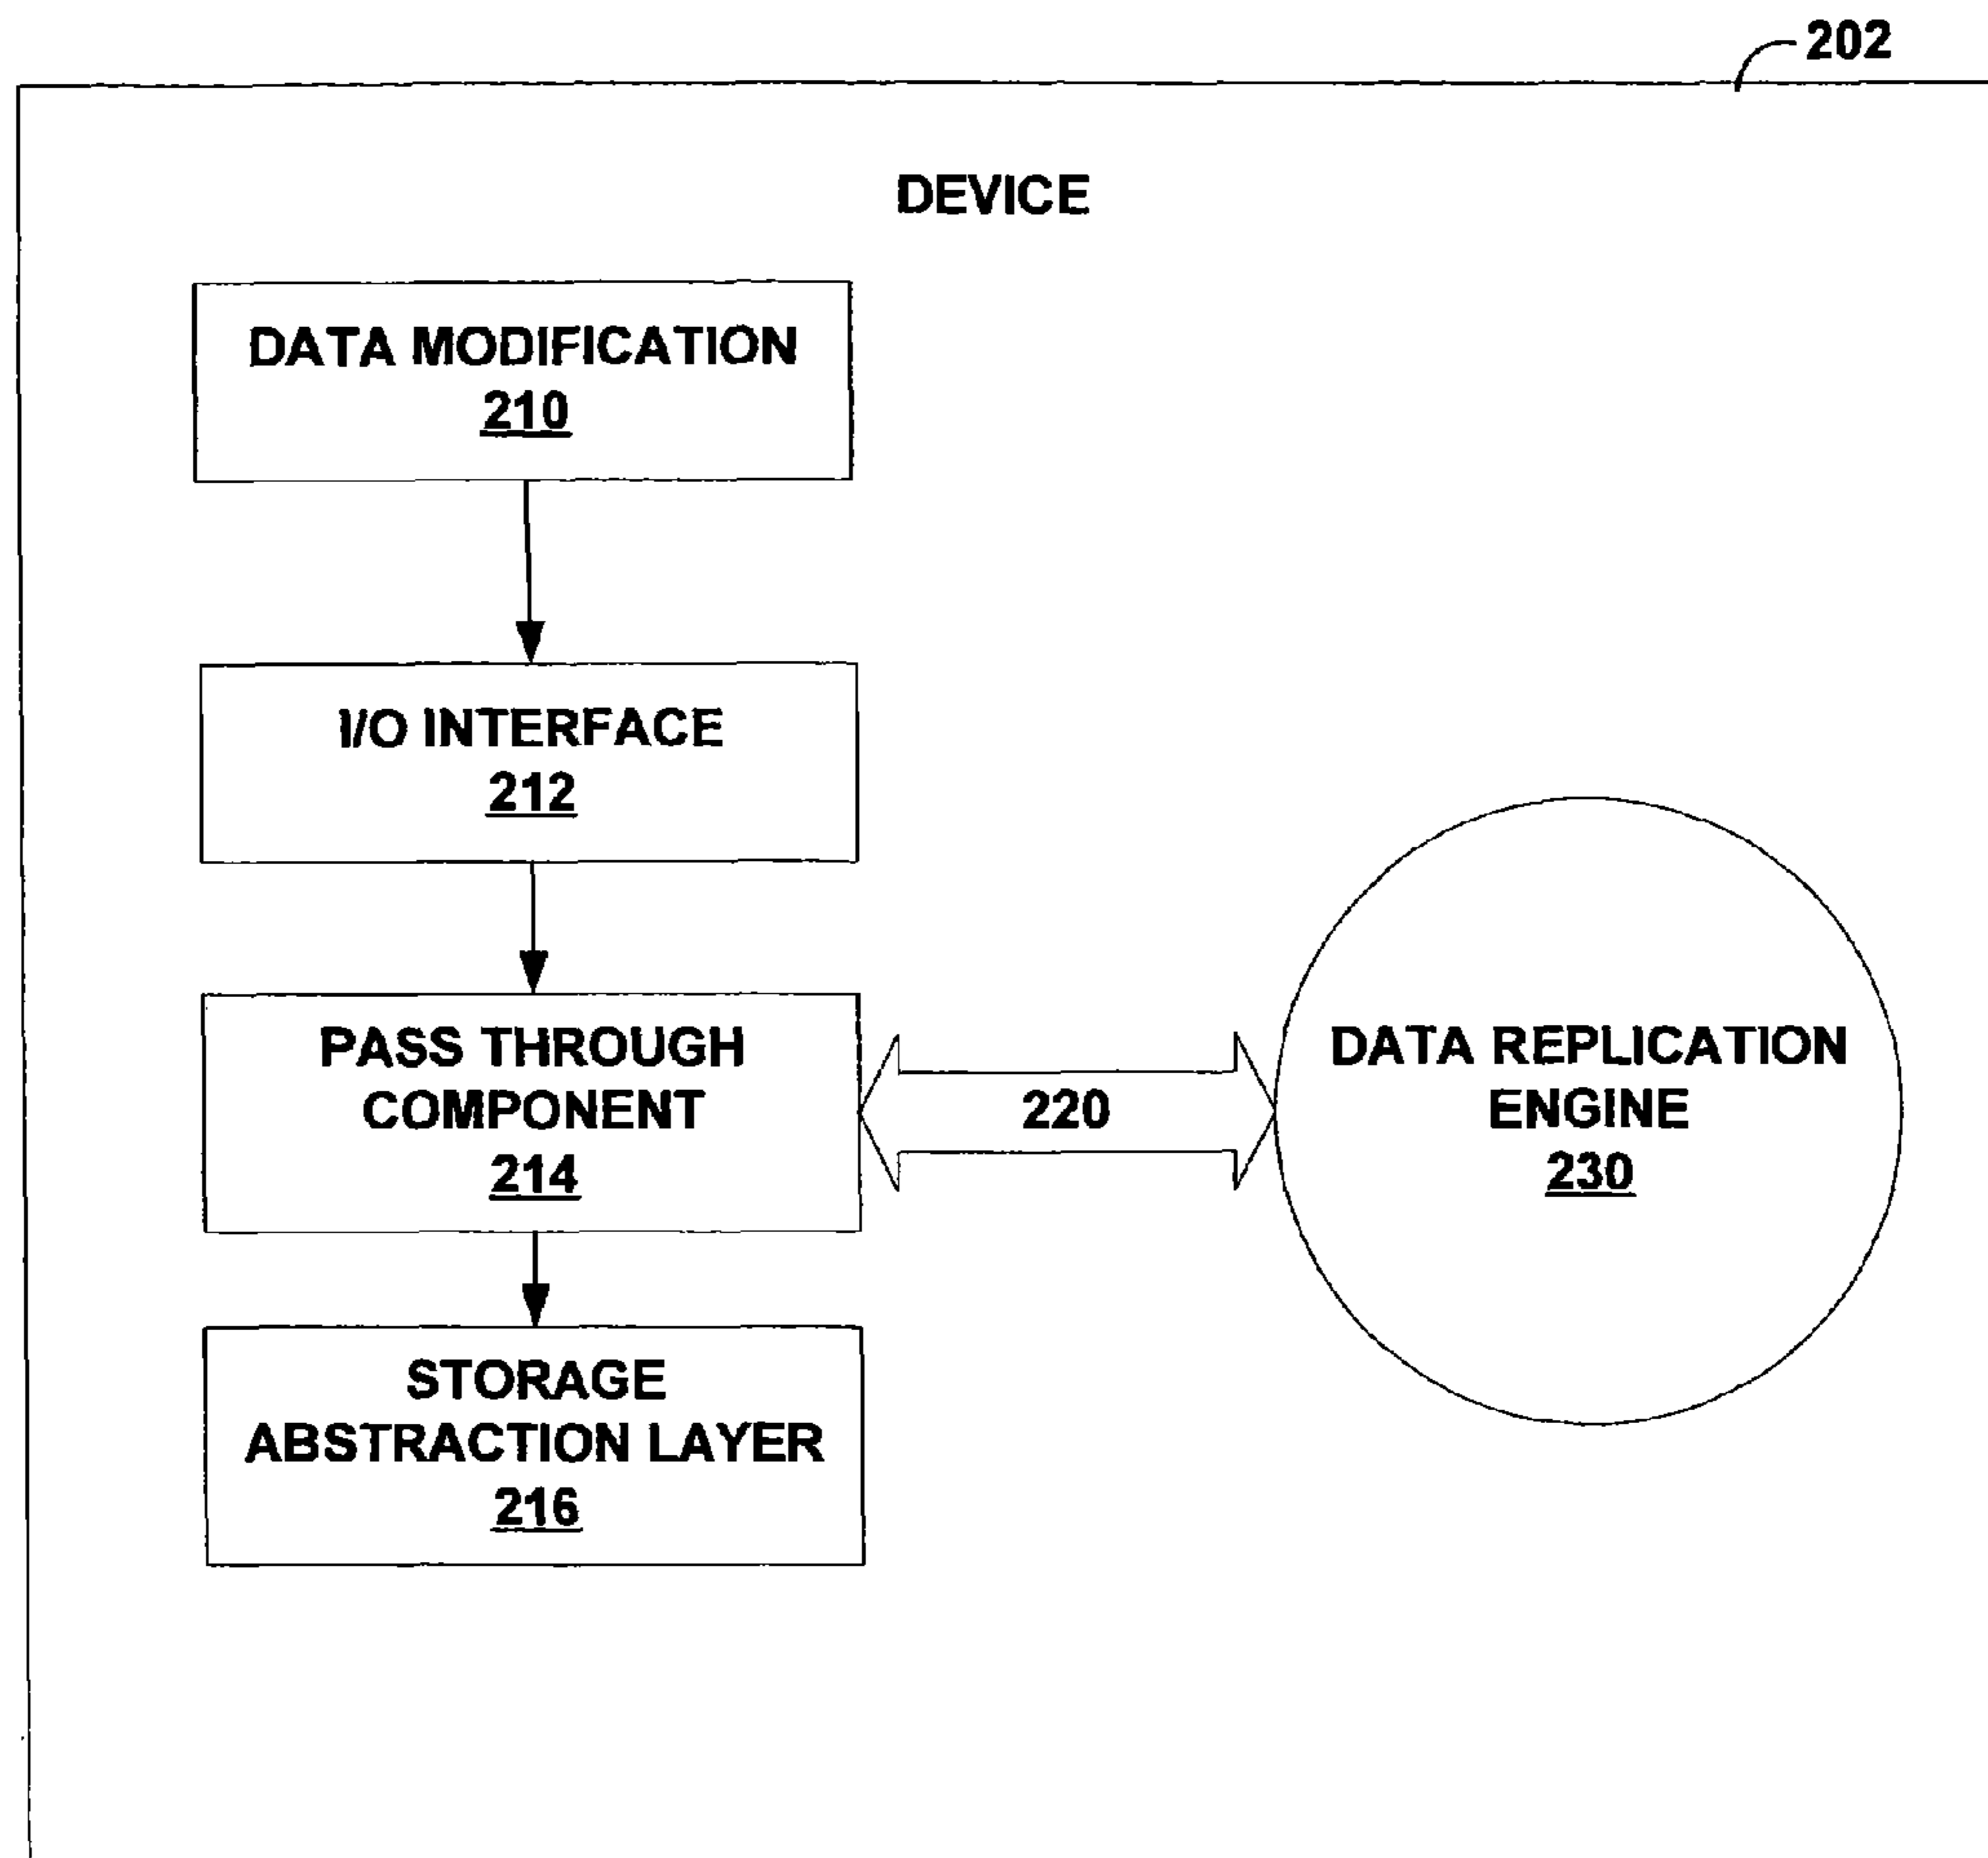 202
DEVICE
DATA MODIFICATION
210
I/O INTERFACE
212
PASS THROUGH
COMPONENT
214
220
DATA REPLICATION
ENGINE
230
STORAGE
ABSTRACTION LAYER
216